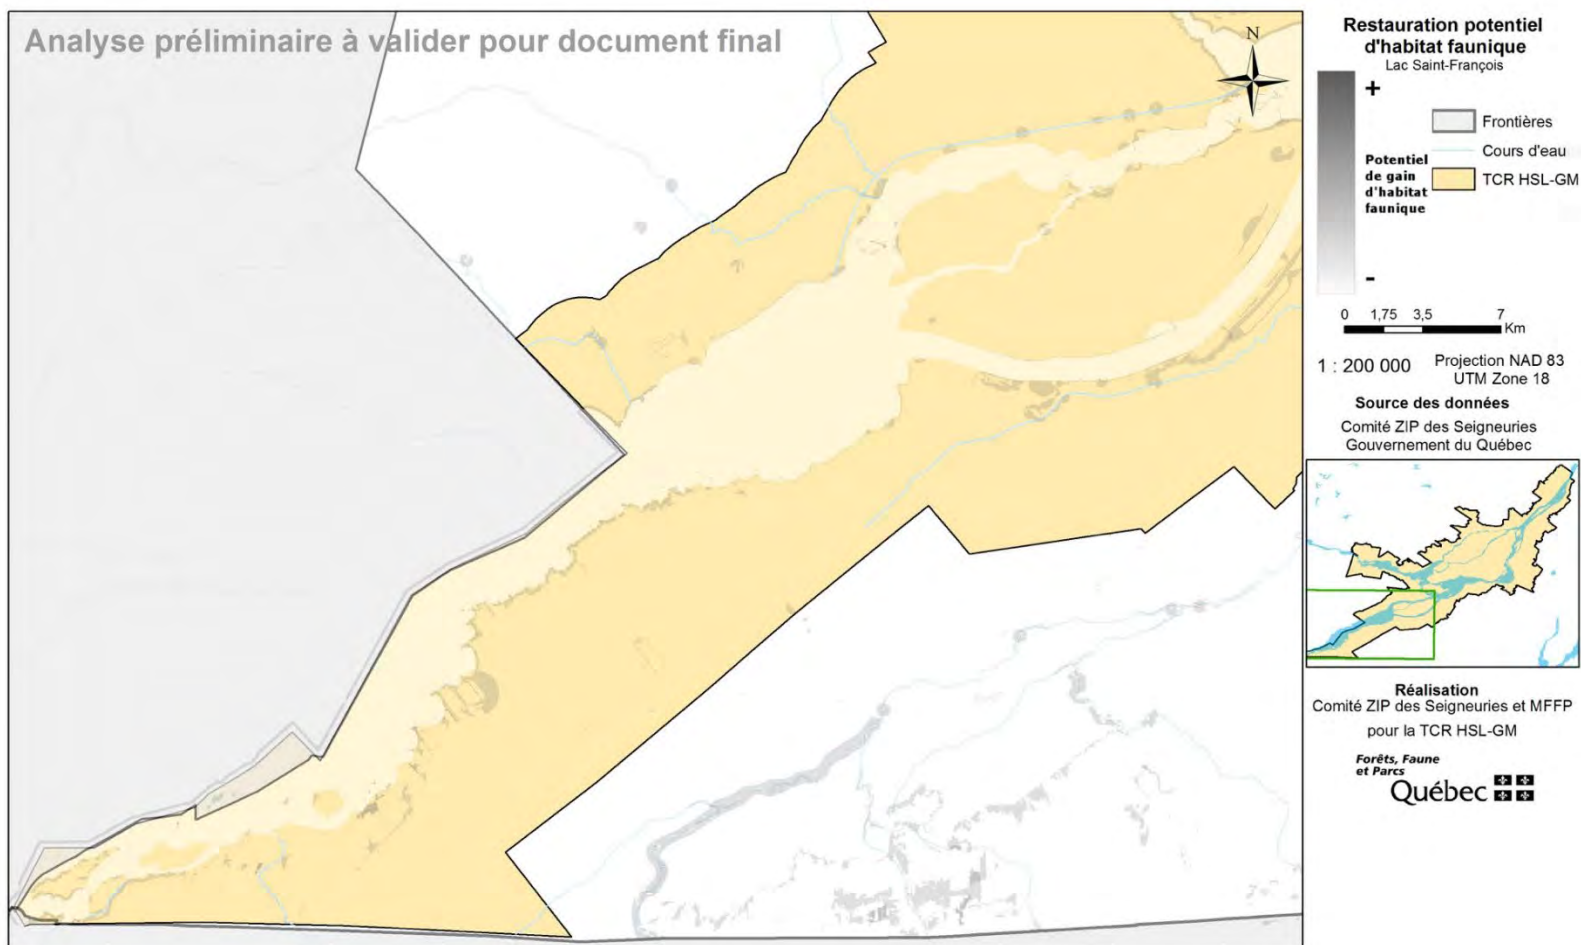 Analyse préliminaire à valider pour document final
N
Restauration potentiel
d'habitat faunique
Lac Saint-François
+
-
Potentiel
de gain
d'habitat
faunique
Frontières
Cours d'eau
TCR HSL-GM
0 1,75 3,5 7
Km
1 : 200 000
Projection NAD 83
UTM Zone 18
Source des données
Comité ZIP des Seigneuries
Gouvernement du Québec
Réalisation
Comité ZIP des Seigneuries et MFFP
pour la TCR HSL-GM
Forêts, Faune
et Parcs
Québec